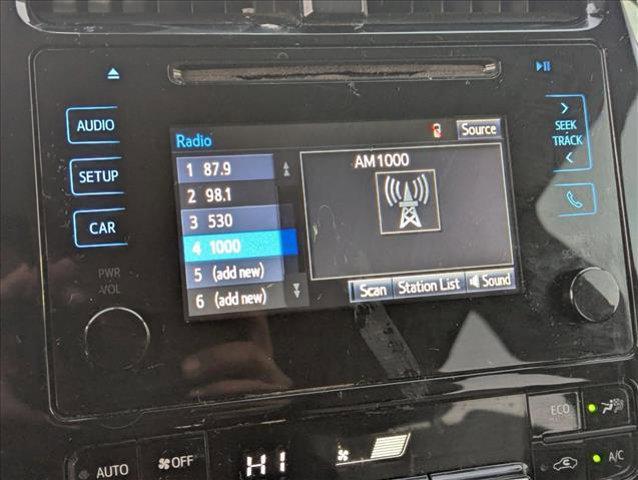 AUDIO
SETUP
CAR
PWR
VOL
Radio
Source
1 87.9
2 98.1
3 530
4 1000
5 (add new)
6 (add new)
AM1000
Scan
Station List
Sound
SEEK
TRACK
AUTO
OFF
HI
ECO
A/C